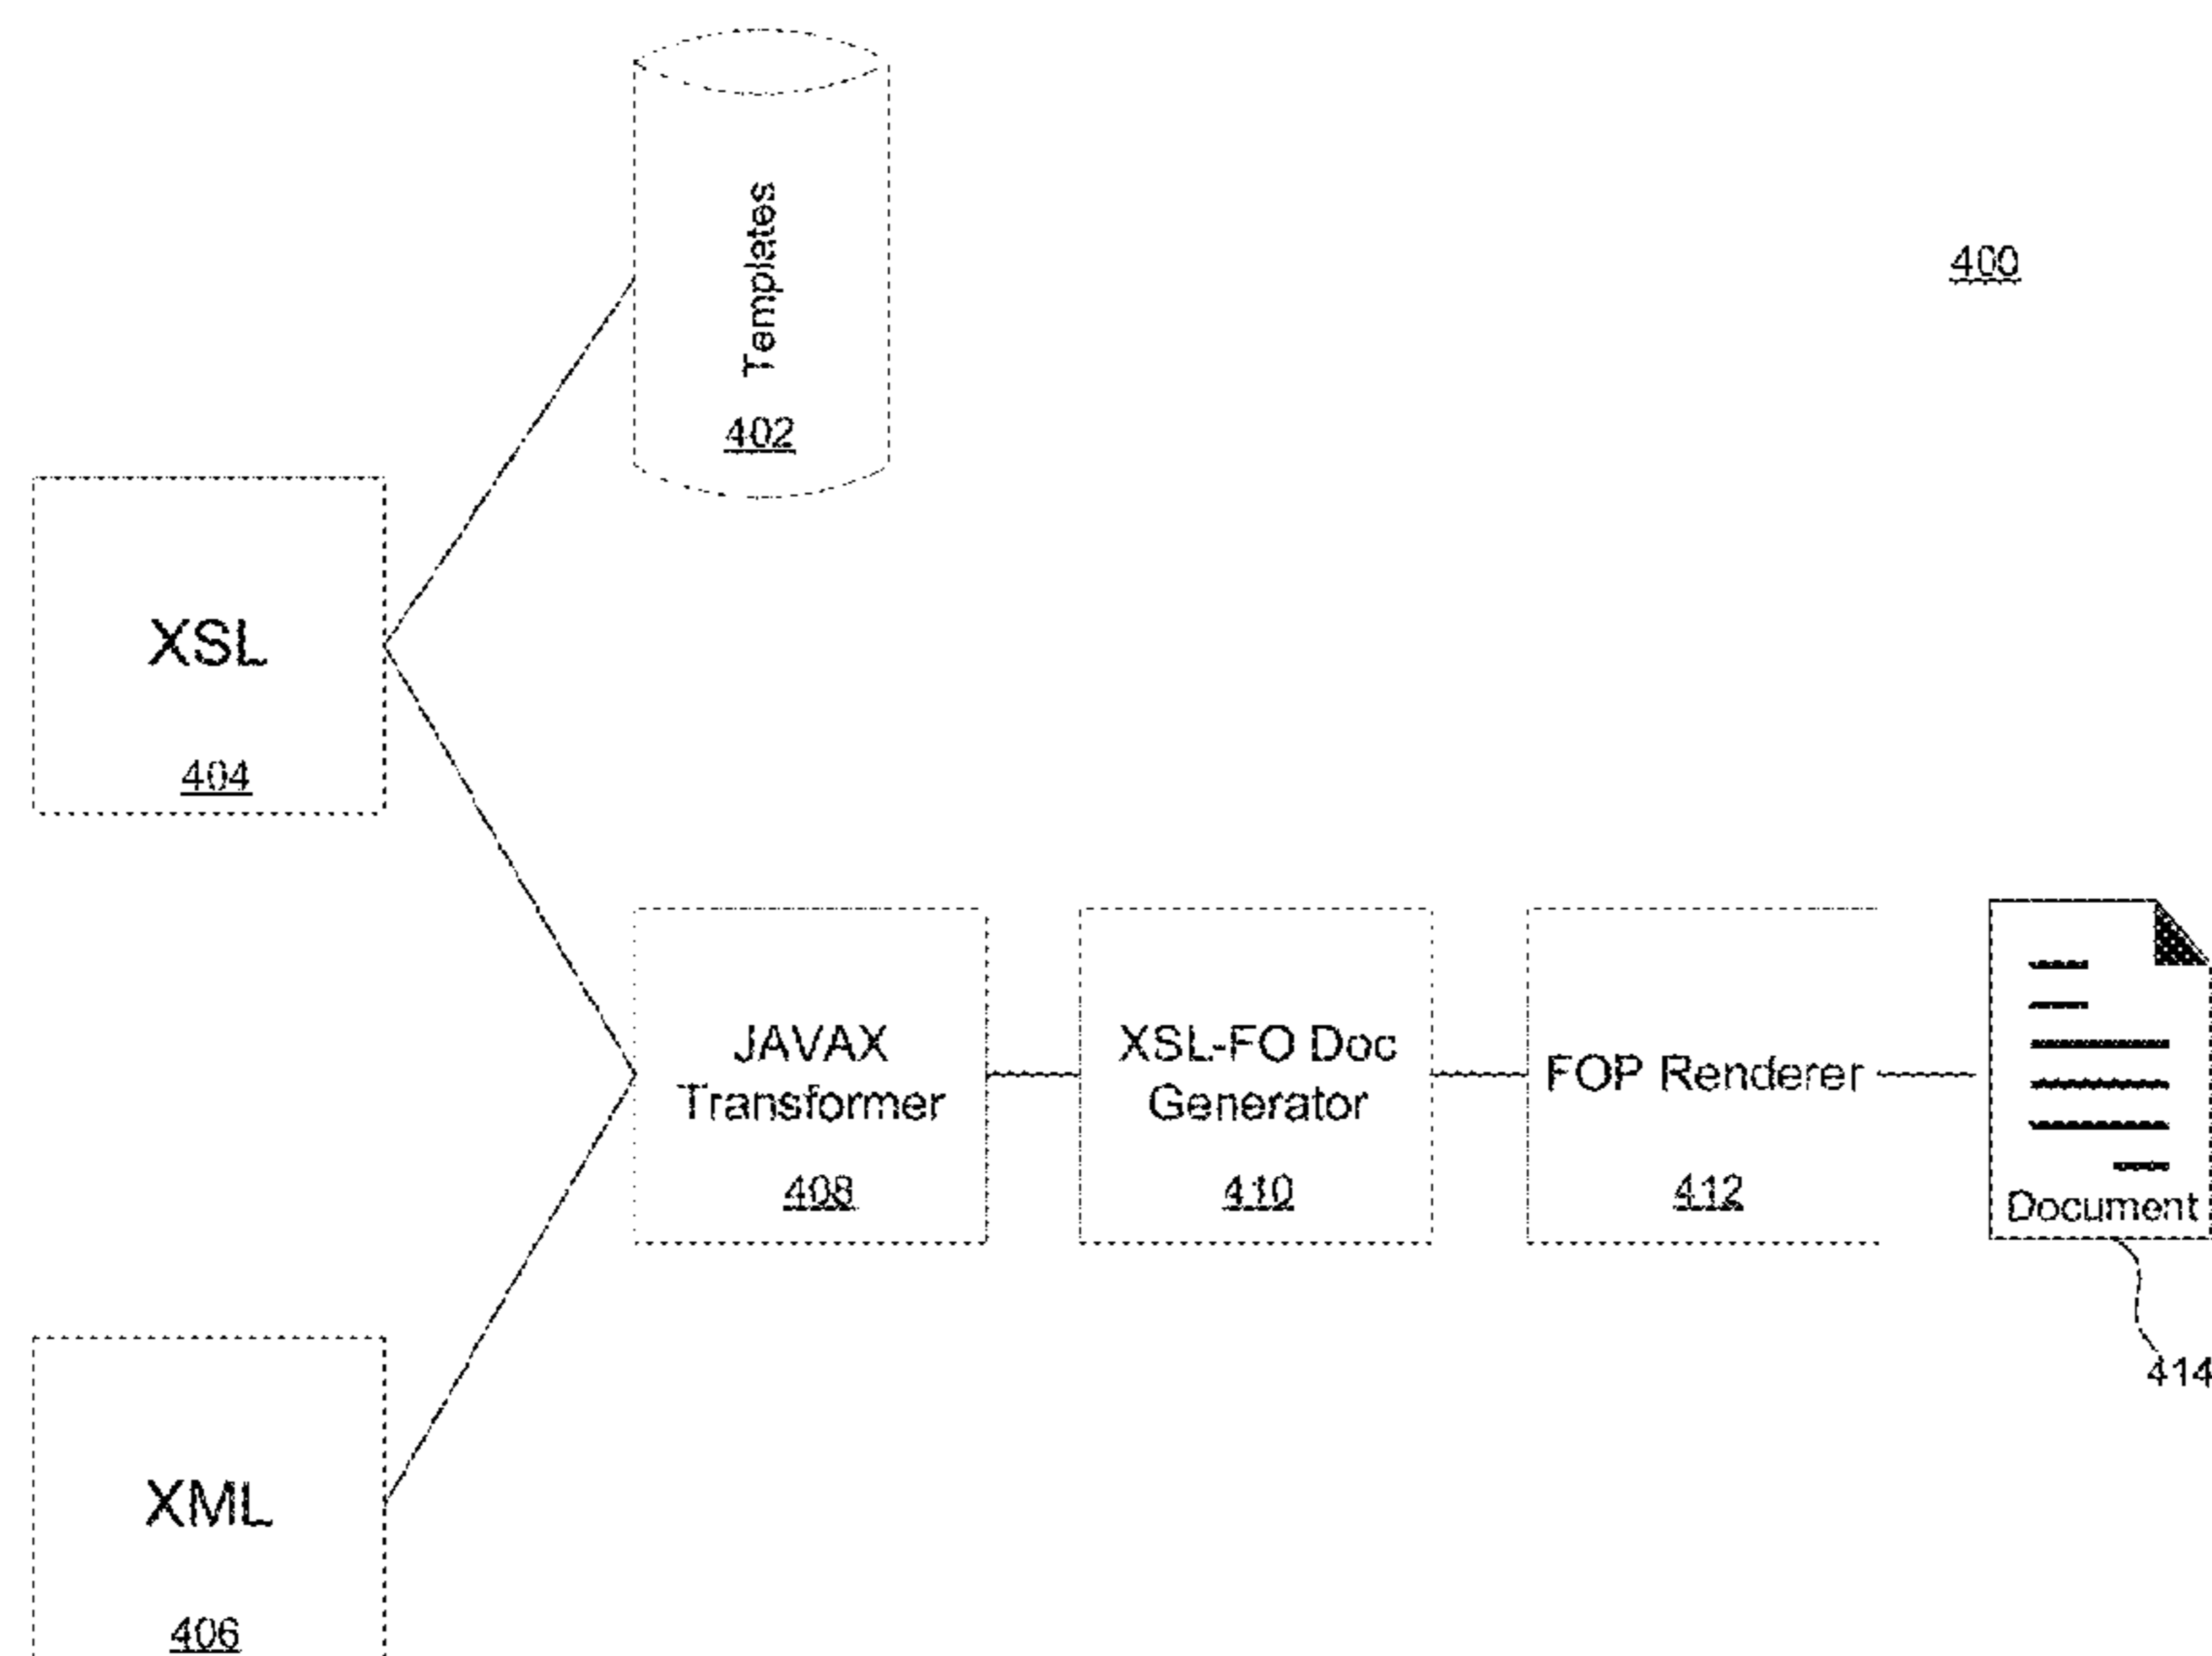 Templates
402
400
XSL
404
JAVAX
Transformer
408
XSL-FO Doc
Generator
410
FOP Renderer
412
Document
414
XML
406